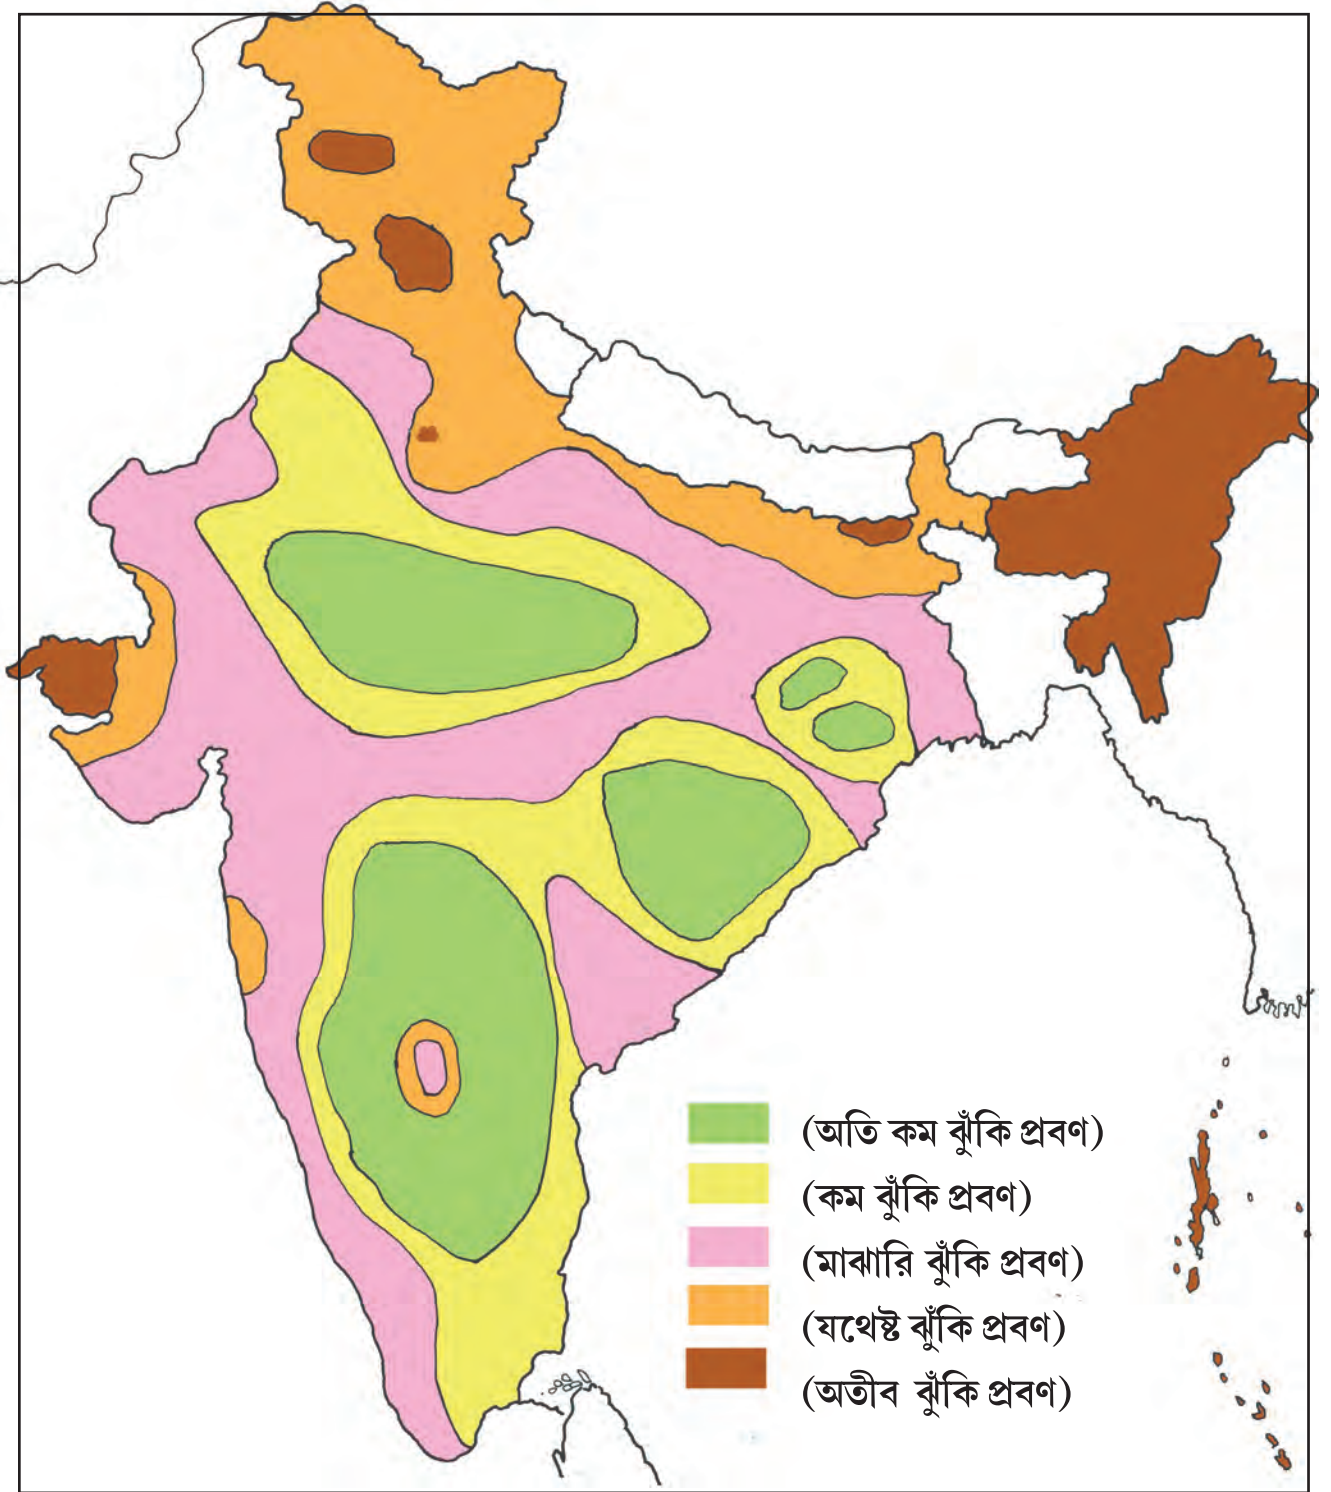 (অতি কম ঝুঁকি প্রবণ)
(কম ঝুঁকি প্রবণ)
(মাঝারি ঝুঁকি প্রবণ)
(যথেষ্ট ঝুঁকি প্রবণ)
(অতীব ঝুঁকি প্রবণ)